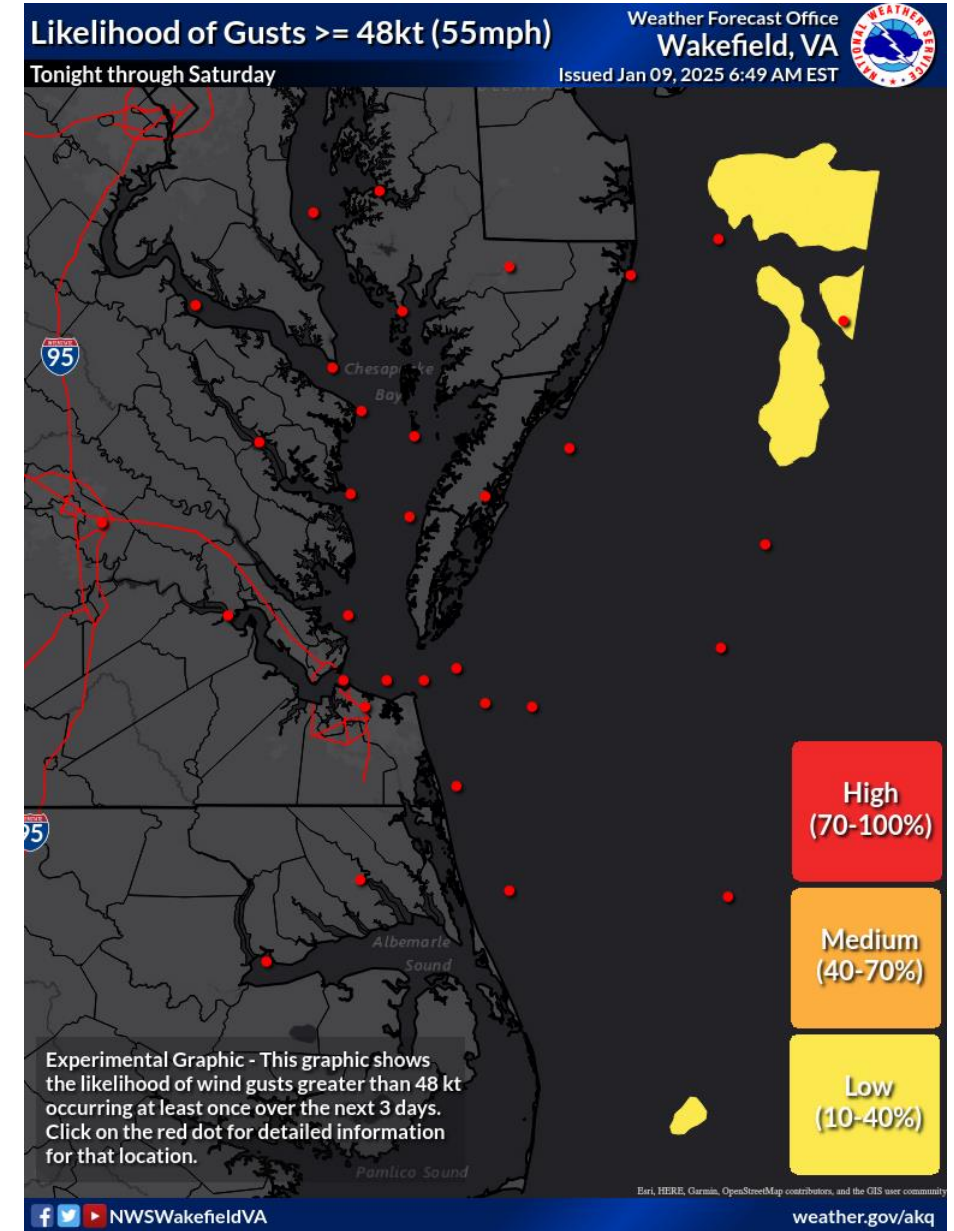 Likelihood of Gusts >= 48kt (55mph)
Weather Forecast Office
Wakefield, VA
Tonight through Saturday
Issued Jan 09, 2025 6:49 AM EST
NATIONAL WEATHER SERVICE
95
Chesapeake
Bay
High
(70-100%)
95
Medium
(40-70%)
Albemarle
Sound
Low
(10-40%)
Experimental Graphic - This graphic shows
the likelihood of wind gusts greater than 48 kt
occurring at least once over the next 3 days.
Click on the red dot for detailed information
for that location.
Pamlico Sound
Esri, HERE, Garmin, OpenStreetMap contributors, and the GIS user community
NWSWakefieldVA
weather.gov/akq